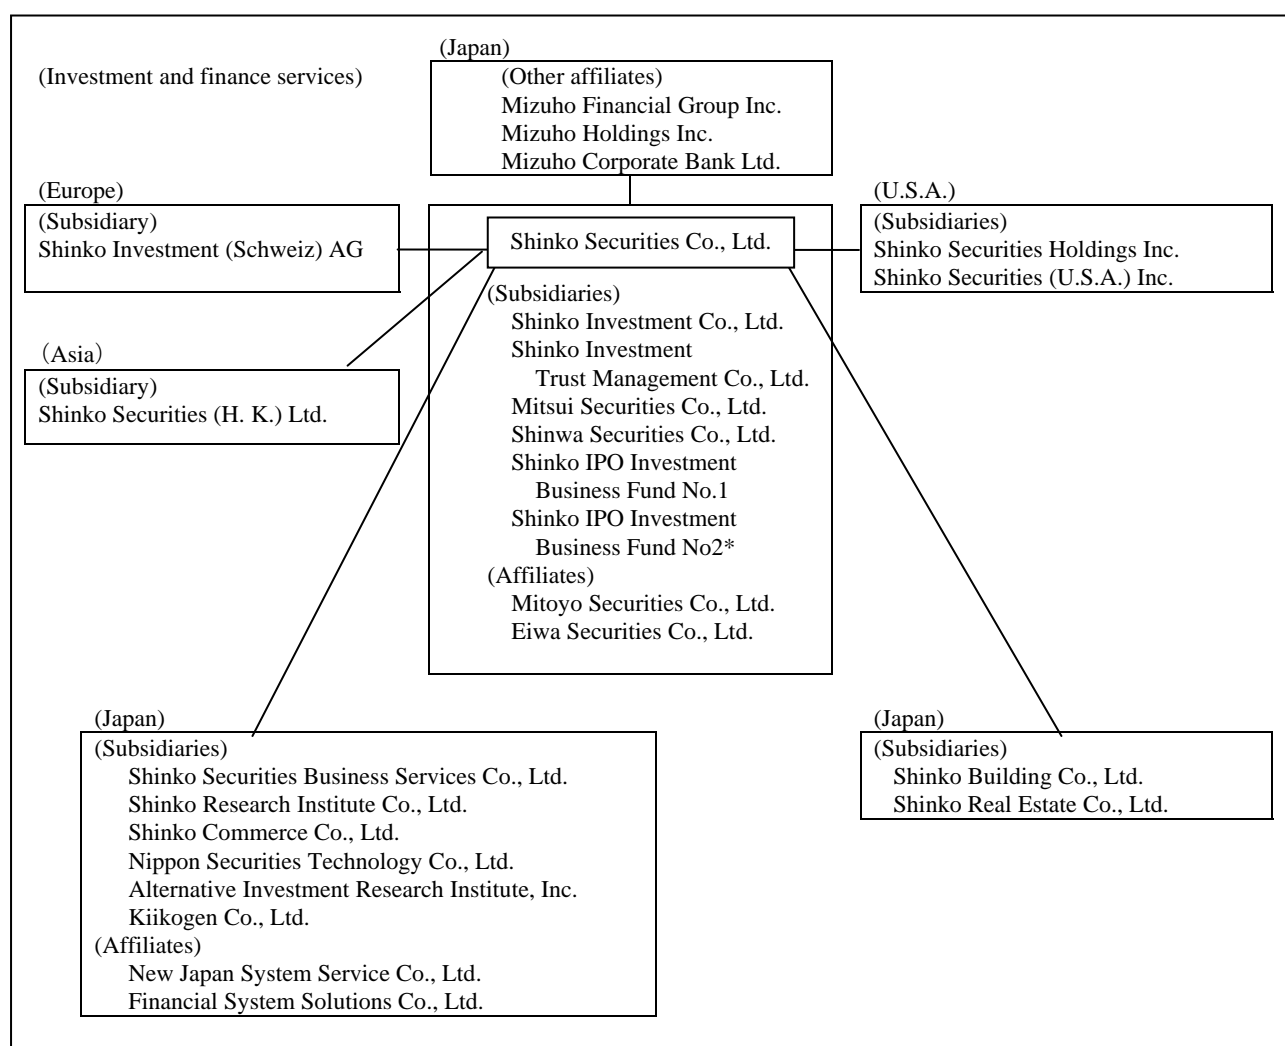 (Japan)
(Investment and finance services)
(Other affiliates)
Mizuho Financial Group Inc.
Mizuho Holdings Inc.
Mizuho Corporate Bank Ltd.
(Europe)
(Subsidiary)
Shinko Investment (Schweiz) AG
(U.S.A.)
(Subsidiaries)
Shinko Securities Holdings Inc.
Shinko Securities (U.S.A.) Inc.
Shinko Securities Co., Ltd.
(Subsidiaries)
Shinko Investment Co., Ltd.
Shinko Investment
Trust Management Co., Ltd.
Mitsui Securities Co., Ltd.
Shinwa Securities Co., Ltd.
Shinko IPO Investment
Business Fund No.1
Shinko IPO Investment
Business Fund No2*
(Affiliates)
Mitoyo Securities Co., Ltd.
Eiwa Securities Co., Ltd.
（Asia）
(Subsidiary)
Shinko Securities (H. K.) Ltd.
(Japan)
(Subsidiaries)
Shinko Securities Business Services Co., Ltd.
Shinko Research Institute Co., Ltd.
Shinko Commerce Co., Ltd.
Nippon Securities Technology Co., Ltd.
Alternative Investment Research Institute, Inc.
Kiikogen Co., Ltd.
(Affiliates)
New Japan System Service Co., Ltd.
Financial System Solutions Co., Ltd.
(Japan)
(Subsidiaries)
Shinko Building Co., Ltd.
Shinko Real Estate Co., Ltd.